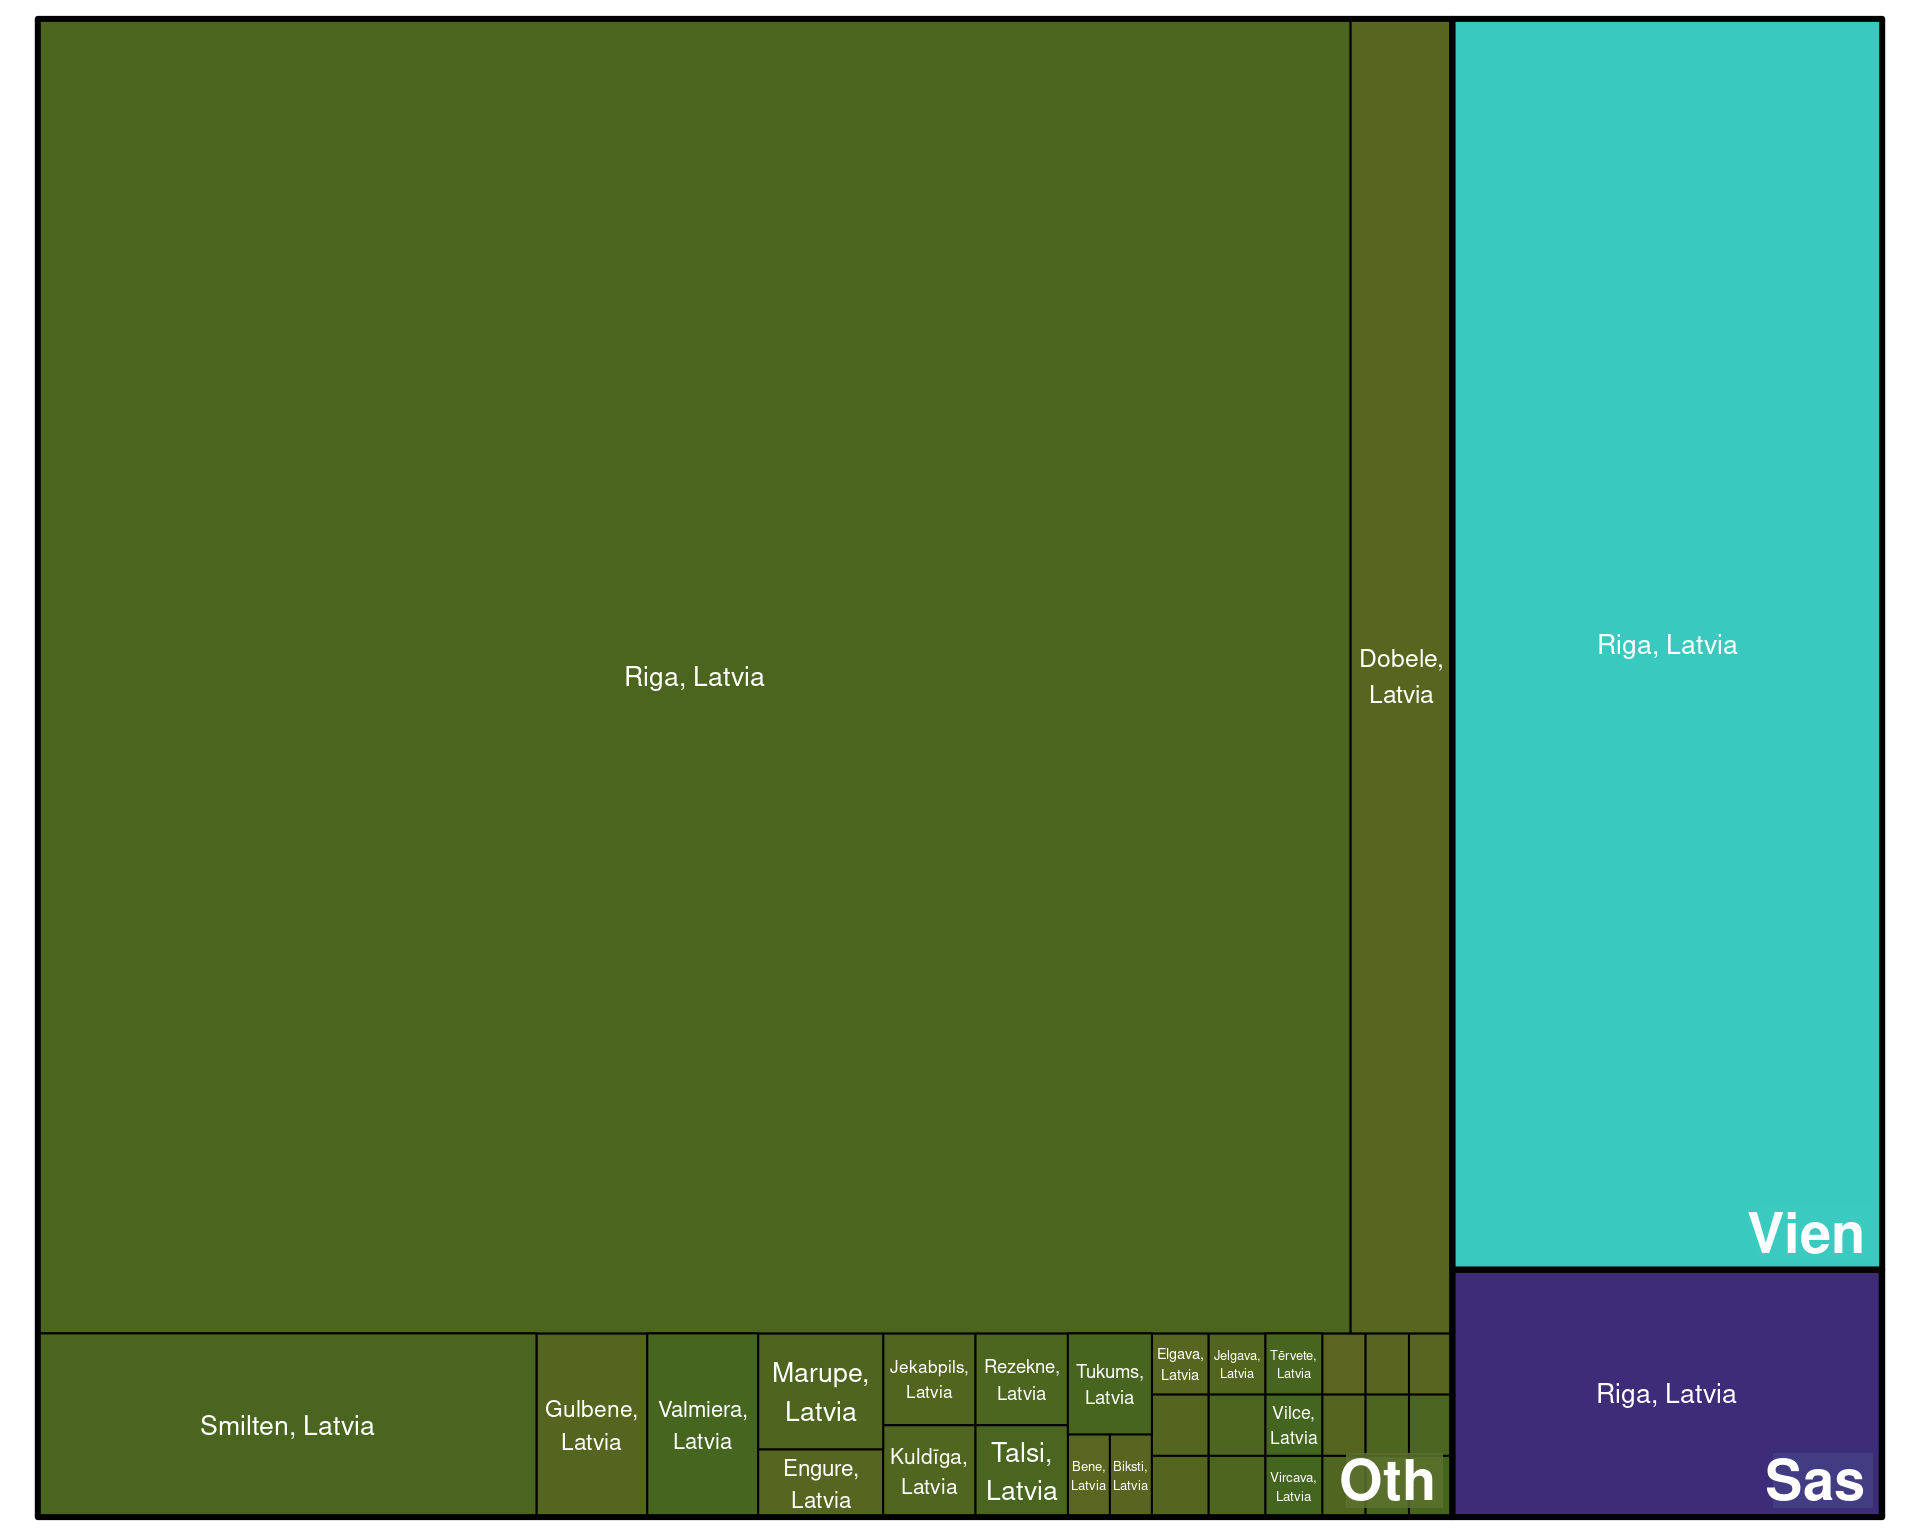 Riga, Latvia
Dobele,
Latvia
Riga, Latvia
Vien
Smilten, Latvia
Gulbene,
Latvia
Valmiera,
Latvia
Marupe,
Latvia
Engure,
Latvia
Jekabpils,
Latvia
Kuldīga,
Latvia
Rezekne,
Latvia
Talsi,
Latvia
Tukums,
Latvia
Bene,
Latvia
Biksti,
Latvia
Elgava,
Latvia
Jelgava,
Latvia
Tērvete,
Latvia
Vilce,
Latvia
Vircava,
Latvia
Oth
Riga, Latvia
Sas